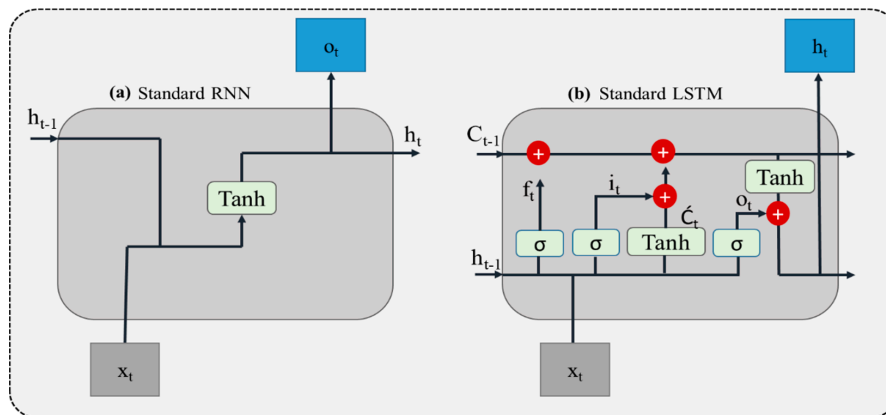 oₜ
(a) Standard RNN
hₜ₋₁
hₜ
Tanh
xₜ
hₜ
(b) Standard LSTM
Cₜ₋₁
+
+
Tanh
fₜ
iₜ
+
oₜ
+
Ćₜ
σ
σ
Tanh
σ
hₜ₋₁
xₜ